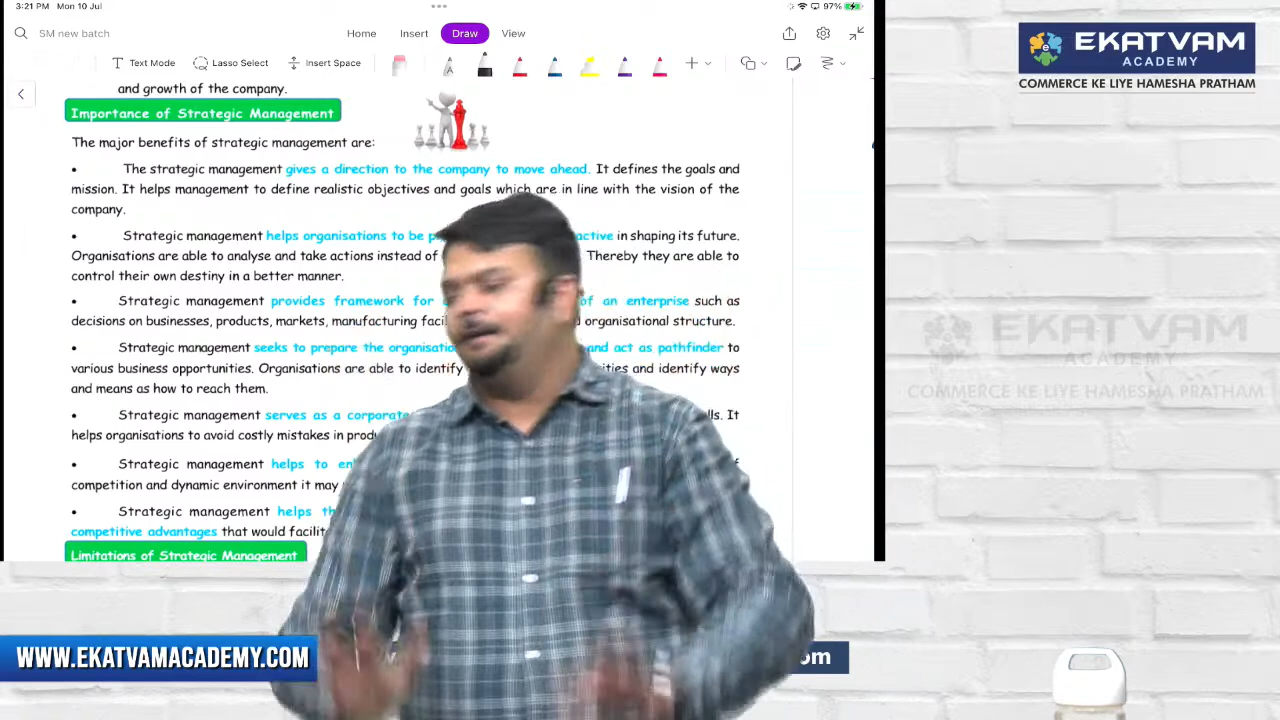 3:21 PM Mon 10 Jul
97%
SM new batch
Home Insert Draw View
Text Mode Lasso Select Insert Space
and growth of the company.
Importance of Strategic Management
The major benefits of strategic management are:
• The strategic management gives a direction to the company to move ahead. It defines the goals and
mission. It helps management to define realistic objectives and goals which are in line with the vision of the
company.
• Strategic management helps organisations to be active in shaping its future.
Organisations are able to analyse and take actions instead of Thereby they are able to
control their own destiny in a better manner.
• Strategic management provides framework for of an enterprise such as
decisions on businesses, products, markets, manufacturing organisational structure.
• Strategic management seeks to prepare the and act as pathfinder to
various business opportunities. Organisations are able to identify and identify ways
and means as how to reach them.
• Strategic management serves as a corporate It
helps organisations to avoid costly mistakes in
• Strategic management helps to
competition and dynamic environment it may
• Strategic management helps
competitive advantages that would
Limitations of Strategic Management
EKATVAM
ACADEMY
COMMERCE KE LIYE HAMESHA PRATHAM
EKATVAM
ACADEMY
COMMERCE KE LIYE HAMESHA PRATHAM
WWW.EKATVAMACADEMY.COM
om